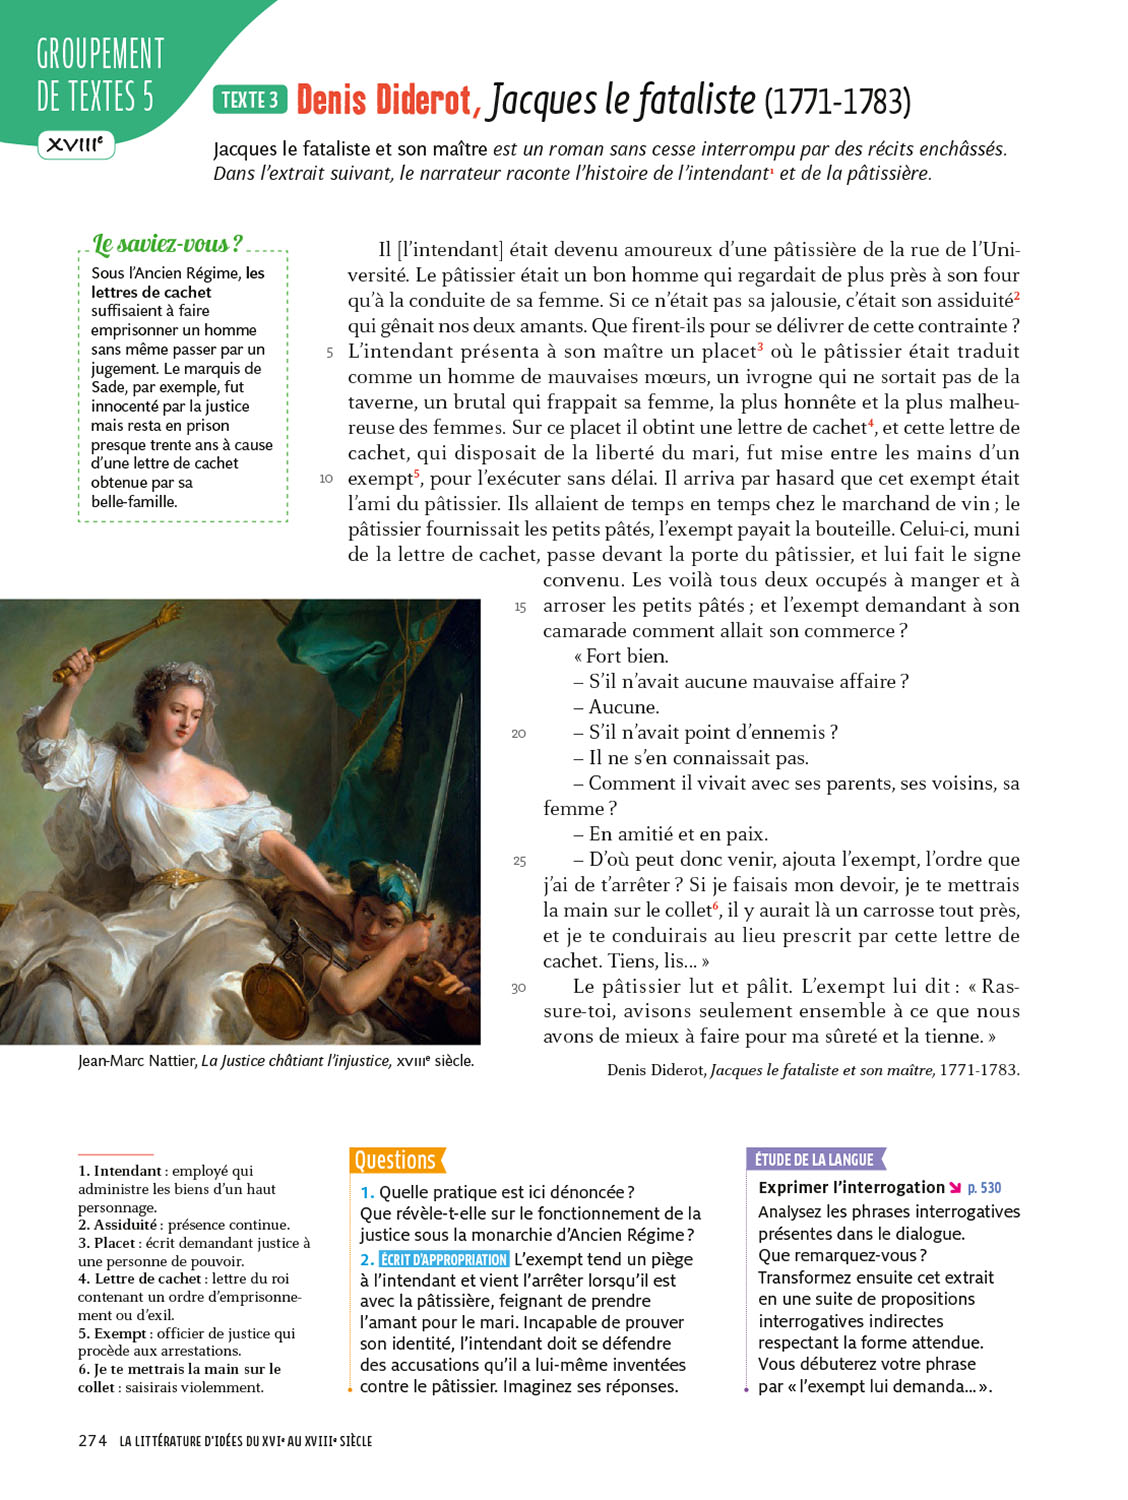 GROUPEMENT
DE TEXTES 5
XVIIIe
TEXTE 3 Denis Diderot, Jacques le fataliste (1771-1783)
Jacques le fataliste et son maître est un roman sans cesse interrompu par des récits enchâssés.
Dans l’extrait suivant, le narrateur raconte l’histoire de l’intendant1 et de la pâtissière.
Le saviez-vous ?
Sous l’Ancien Régime, les
lettres de cachet
suffisaient à faire
emprisonner un homme
sans même passer par un
jugement. Le marquis de
Sade, par exemple, fut
innocenté par la justice
mais resta en prison
presque trente ans à cause
d’une lettre de cachet
obtenue par sa
belle-famille.
Il [l’intendant] était devenu amoureux d’une pâtissière de la rue de l’Uni-
versité. Le pâtissier était un bon homme qui regardait de plus près à son four
qu’à la conduite de sa femme. Si ce n’était pas sa jalousie, c’était son assiduité2
qui gênait nos deux amants. Que firent-ils pour se délivrer de cette contrainte ?
5 L’intendant présenta à son maître un placet3 où le pâtissier était traduit
comme un homme de mauvaises mœurs, un ivrogne qui ne sortait pas de la
taverne, un brutal qui frappait sa femme, la plus honnête et la plus malheu-
reuse des femmes. Sur ce placet il obtint une lettre de cachet4, et cette lettre de
cachet, qui disposait de la liberté du mari, fut mise entre les mains d’un
10 exempt5, pour l’exécuter sans délai. Il arriva par hasard que cet exempt était
l’ami du pâtissier. Ils allaient de temps en temps chez le marchand de vin ; le
pâtissier fournissait les petits pâtés, l’exempt payait la bouteille. Celui-ci, muni
de la lettre de cachet, passe devant la porte du pâtissier, et lui fait le signe
convenu. Les voilà tous deux occupés à manger et à
15 arroser les petits pâtés ; et l’exempt demandant à son
camarade comment allait son commerce ?
« Fort bien.
– S’il n’avait aucune mauvaise affaire ?
– Aucune.
20 – S’il n’avait point d’ennemis ?
– Il ne s’en connaissait pas.
– Comment il vivait avec ses parents, ses voisins, sa
femme ?
– En amitié et en paix.
25 – D’où peut donc venir, ajouta l’exempt, l’ordre que
j’ai de t’arrêter ? Si je faisais mon devoir, je te mettrais
la main sur le collet6, il y aurait là un carrosse tout près,
et je te conduirais au lieu prescrit par cette lettre de
cachet. Tiens, lis... »
30 Le pâtissier lut et pâlit. L’exempt lui dit : « Ras-
sure-toi, avisons seulement ensemble à ce que nous
avons de mieux à faire pour ma sûreté et la tienne. »
Denis Diderot, Jacques le fataliste et son maître, 1771-1783.
Jean-Marc Nattier, La Justice châtiant l’injustice, XVIIIe siècle.
1. Intendant : employé qui
administre les biens d’un haut
personnage.
2. Assiduité : présence continue.
3. Placet : écrit demandant justice à
une personne de pouvoir.
4. Lettre de cachet : lettre du roi
contenant un ordre d’emprisonne-
ment ou d’exil.
5. Exempt : officier de justice qui
procède aux arrestations.
6. Je te mettrais la main sur le
collet : saisirais violemment.
Questions
1. Quelle pratique est ici dénoncée ?
Que révèle-t-elle sur le fonctionnement de la
justice sous la monarchie d’Ancien Régime ?
2. ÉCRIT D’APPROPRIATION L’exempt tend un piège
à l’intendant et vient l’arrêter lorsqu’il est
avec la pâtissière, feignant de prendre
l’amant pour le mari. Incapable de prouver
son identité, l’intendant doit se défendre
des accusations qu’il a lui-même inventées
contre le pâtissier. Imaginez ses réponses.
ÉTUDE DE LA LANGUE
Exprimer l’interrogation p. 530
Analysez les phrases interrogatives
présentes dans le dialogue.
Que remarquez-vous ?
Transformez ensuite cet extrait
en une suite de propositions
interrogatives indirectes
respectant la forme attendue.
Vous débuterez votre phrase
par « l’exempt lui demanda... ».
274 LA LITTÉRATURE D’IDÉES DU XVIe AU XVIIIe SIÈCLE